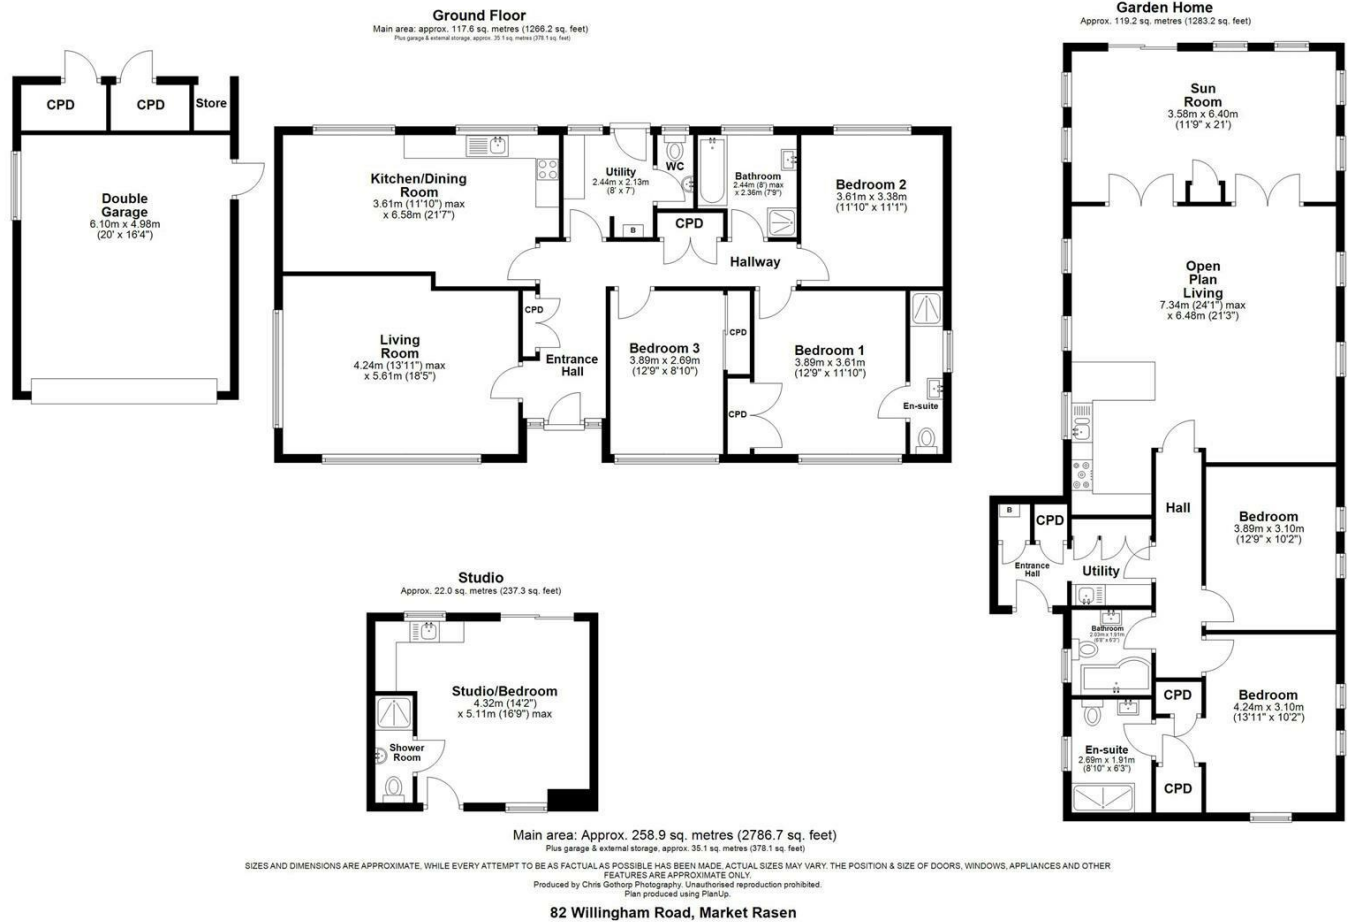 Ground Floor
Main area: approx. 117.6 sq. metres (1266.2 sq. feet)
Plus garage & external storage, approx. 35.1 sq. metres (378.1 sq. feet)
CPD
CPD
Store
Double
Garage
6.10m x 4.98m
(20' x 16'4")
Kitchen/Dining
Room
3.61m (11'10") max
x 6.58m (21'7")
Utility
2.44m x 2.13m
(8' x 7')
WC
B
Bathroom
2.44m (8') max
x 2.36m (7'9")
Bedroom 2
3.61m x 3.38m
(11'10" x 11'1")
CPD
Hallway
Living
Room
4.24m (13'11") max
x 5.61m (18'5")
CPD
Entrance
Hall
Bedroom 3
3.89m x 2.69m
(12'9" x 8'10")
CPD
CPD
Bedroom 1
3.89m x 3.61m
(12'9" x 11'10")
En-suite
Garden Home
Approx. 119.2 sq. metres (1283.2 sq. feet)
Sun
Room
3.58m x 6.40m
(11'9" x 21')
Open
Plan
Living
7.34m (24'1") max
x 6.48m (21'3")
Hall
Bedroom
3.89m x 3.10m
(12'9" x 10'2")
B
CPD
Entrance
Hall
Utility
Bathroom
2.03m x 1.91m
(6'8" x 6'3")
CPD
Bedroom
4.24m x 3.10m
(13'11" x 10'2")
En-suite
2.69m x 1.91m
(8'10" x 6'3")
CPD
Studio
Approx. 22.0 sq. metres (237.3 sq. feet)
Studio/Bedroom
4.32m (14'2")
x 5.11m (16'9") max
Shower
Room
Main area: Approx. 258.9 sq. metres (2786.7 sq. feet)
Plus garage & external storage, approx. 35.1 sq. metres (378.1 sq. feet)
SIZES AND DIMENSIONS ARE APPROXIMATE, WHILE EVERY ATTEMPT TO BE AS FACTUAL AS POSSIBLE HAS BEEN MADE, ACTUAL SIZES MAY VARY. THE POSITION & SIZE OF DOORS, WINDOWS, APPLIANCES AND OTHER
FEATURES ARE APPROXIMATE ONLY.
Produced by Chris Gothorp Photography. Unauthorised reproduction prohibited.
Plan produced using PlanUp.
82 Willingham Road, Market Rasen